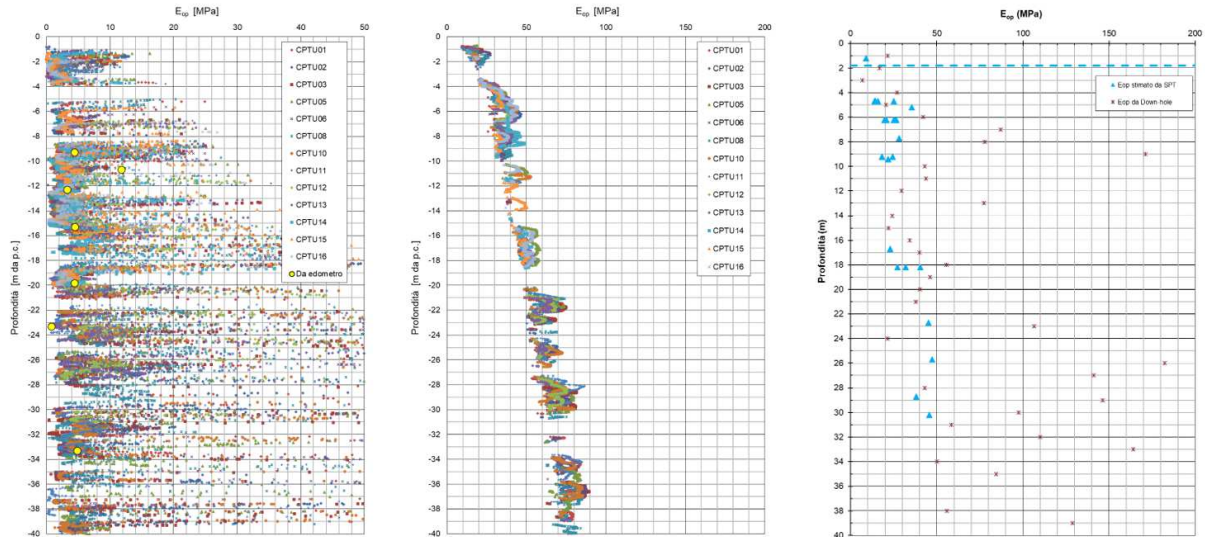 E_op [MPa]
0 10 20 30 40 50
Profondità [m da p.c.]
0
-2
-4
-6
-8
-10
-12
-14
-16
-18
-20
-22
-24
-26
-28
-30
-32
-34
-36
-38
-40
CPTU01
CPTU02
CPTU03
CPTU05
CPTU06
CPTU08
CPTU10
CPTU11
CPTU12
CPTU13
CPTU14
CPTU15
CPTU16
Da edometro
E_op [MPa]
0 50 100 150 200
Profondità [m da p.c.]
0
-2
-4
-6
-8
-10
-12
-14
-16
-18
-20
-22
-24
-26
-28
-30
-32
-34
-36
-38
-40
CPTU01
CPTU02
CPTU03
CPTU05
CPTU06
CPTU08
CPTU10
CPTU11
CPTU12
CPTU13
CPTU14
CPTU15
CPTU16
E_op (MPa)
0 50 100 150 200
Profondità (m)
0
2
4
6
8
10
12
14
16
18
20
22
24
26
28
30
32
34
36
38
40
Eop stimato da SPT
Eop da Down-hole